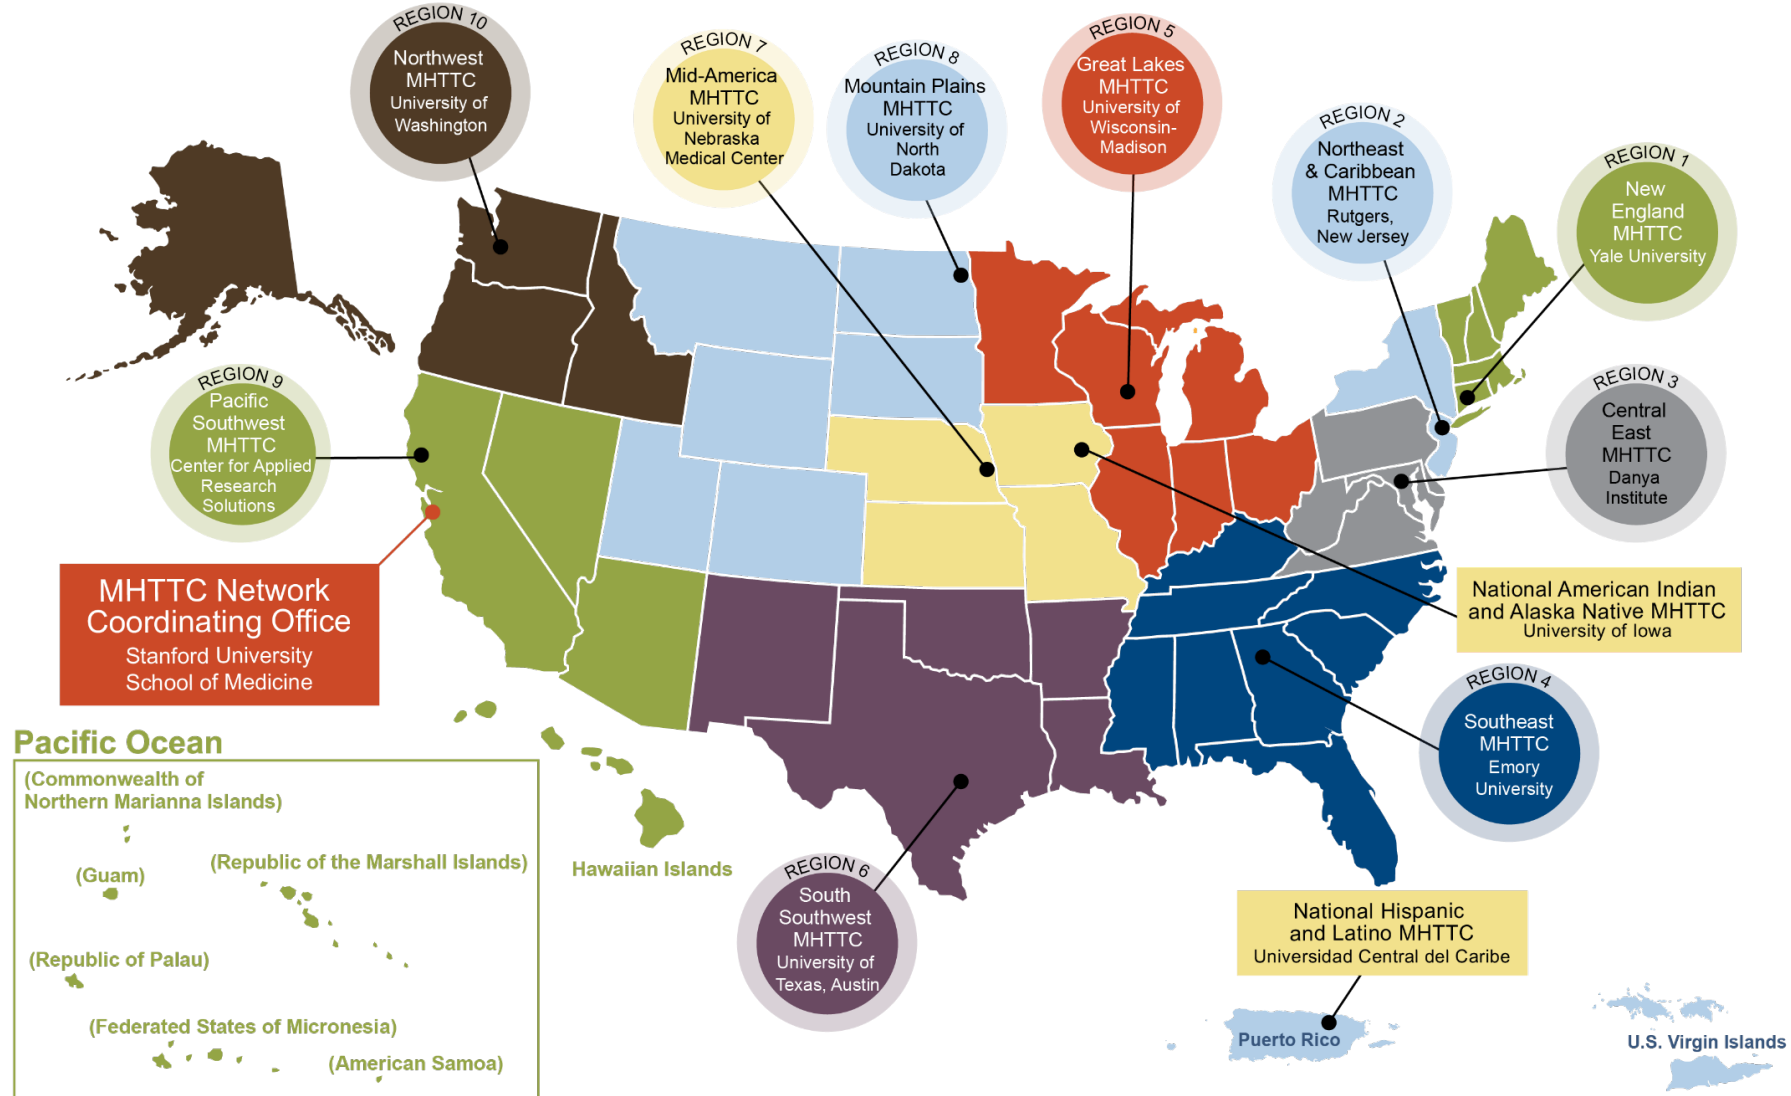 REGION 10
Northwest
MHTTC
University of
Washington
REGION 7
Mid-America
MHTTC
University of
Nebraska
Medical Center
REGION 8
Mountain Plains
MHTTC
University of
North
Dakota
REGION 5
Great Lakes
MHTTC
University of
Wisconsin-
Madison
REGION 2
Northeast
& Caribbean
MHTTC
Rutgers,
New Jersey
REGION 1
New
England
MHTTC
Yale University
REGION 9
Pacific
Southwest
MHTTC
Center for Applied
Research
Solutions
REGION 3
Central
East
MHTTC
Danya
Institute
MHTTC Network
Coordinating Office
Stanford University
School of Medicine
National American Indian
and Alaska Native MHTTC
University of Iowa
REGION 4
Southeast
MHTTC
Emory
University
Pacific Ocean
(Commonwealth of
Northern Marianna Islands)
(Guam)
(Republic of the Marshall Islands)
(Republic of Palau)
(Federated States of Micronesia)
(American Samoa)
Hawaiian Islands
REGION 6
South
Southwest
MHTTC
University of
Texas, Austin
National Hispanic
and Latino MHTTC
Universidad Central del Caribe
Puerto Rico
U.S. Virgin Islands